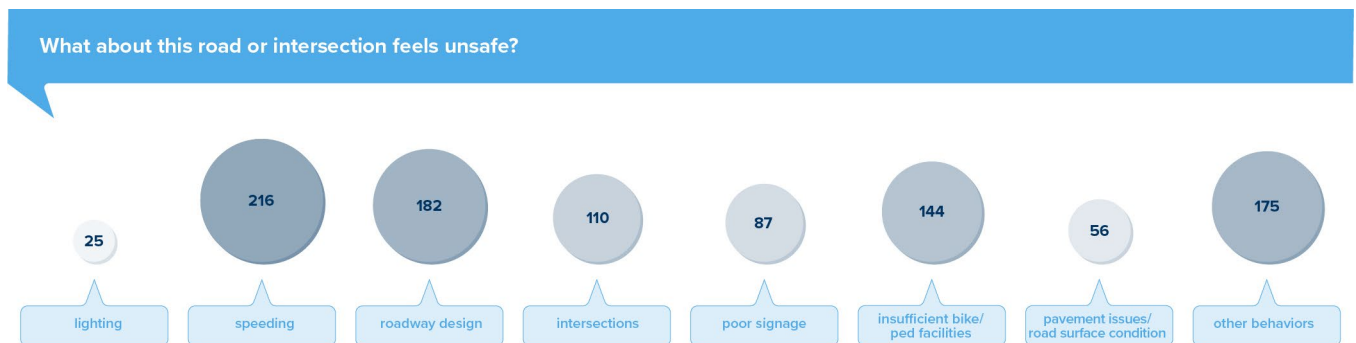 What about this road or intersection feels unsafe?
25
216
182
110
87
144
56
175
lighting
speeding
roadway design
intersections
poor signage
insufficient bike/
ped facilities
pavement issues/
road surface condition
other behaviors